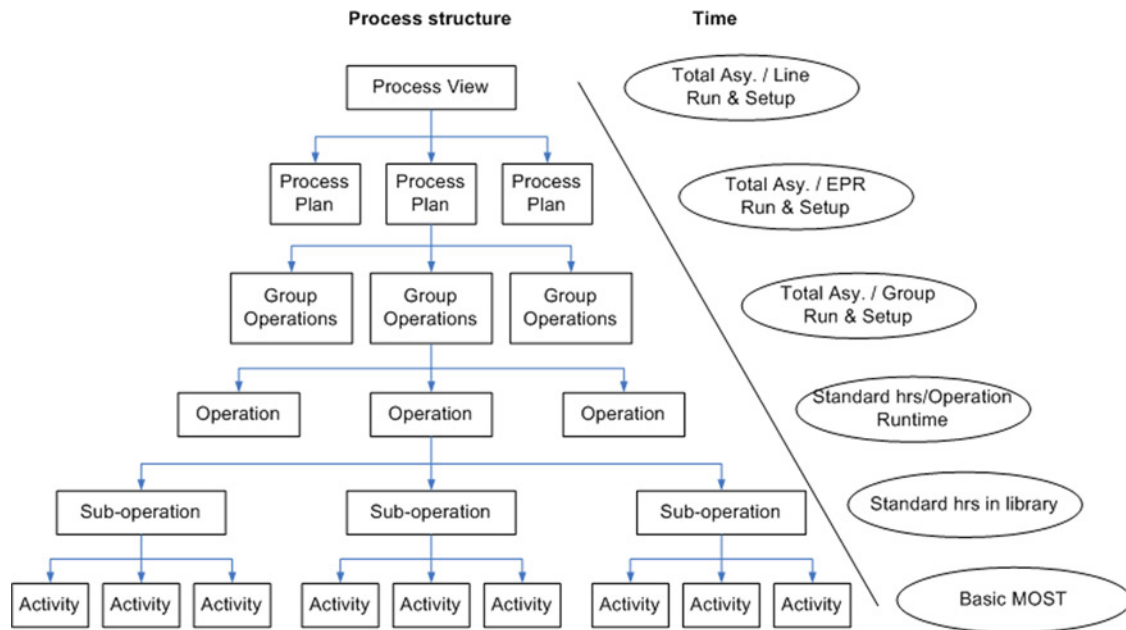 Process structure
Time
Process View
Total Asy. / Line
Run & Setup
Process
Plan
Process
Plan
Process
Plan
Total Asy. / EPR
Run & Setup
Group
Operations
Group
Operations
Group
Operations
Total Asy. / Group
Run & Setup
Operation
Operation
Operation
Standard hrs/Operation
Runtime
Sub-operation
Sub-operation
Sub-operation
Standard hrs in library
Activity
Activity
Activity
Activity
Activity
Activity
Activity
Activity
Activity
Basic MOST